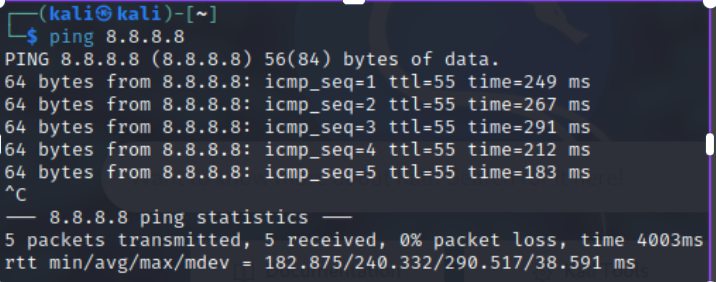 ┌──(kali㉿kali)-[~]
└─$ ping 8.8.8.8
PING 8.8.8.8 (8.8.8.8) 56(84) bytes of data.
64 bytes from 8.8.8.8: icmp_seq=1 ttl=55 time=249 ms
64 bytes from 8.8.8.8: icmp_seq=2 ttl=55 time=267 ms
64 bytes from 8.8.8.8: icmp_seq=3 ttl=55 time=291 ms
64 bytes from 8.8.8.8: icmp_seq=4 ttl=55 time=212 ms
64 bytes from 8.8.8.8: icmp_seq=5 ttl=55 time=183 ms
^C
--- 8.8.8.8 ping statistics ---
5 packets transmitted, 5 received, 0% packet loss, time 4003ms
rtt min/avg/max/mdev = 182.875/240.332/290.517/38.591 ms